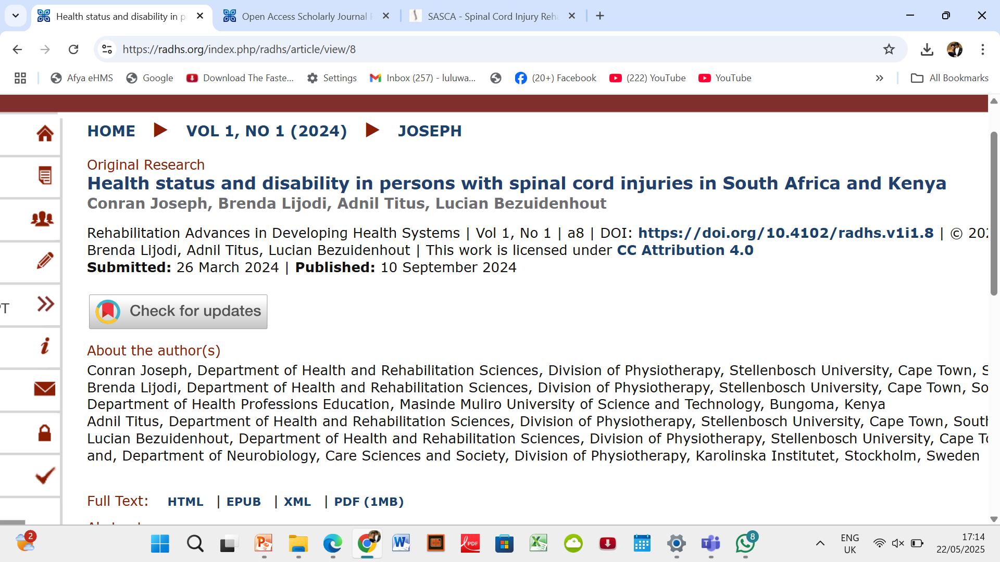 Health status and disability in p
Open Access Scholarly Journal
SASCA - Spinal Cord Injury Reh
https://radhs.org/index.php/radhs/article/view/8
Afya eHMS
Google
Download The Faste...
Settings
Inbox (257) - luluwa...
(20+) Facebook
(222) YouTube
YouTube
»
All Bookmarks
HOME ▶ VOL 1, NO 1 (2024) ▶ JOSEPH
Original Research
Health status and disability in persons with spinal cord injuries in South Africa and Kenya
Conran Joseph, Brenda Lijodi, Adnil Titus, Lucian Bezuidenhout
Rehabilitation Advances in Developing Health Systems | Vol 1, No 1 | a8 | DOI: https://doi.org/10.4102/radhs.v1i1.8 | © 202
Brenda Lijodi, Adnil Titus, Lucian Bezuidenhout | This work is licensed under CC Attribution 4.0
Submitted: 26 March 2024 | Published: 10 September 2024
PT
Check for updates
About the author(s)
Conran Joseph, Department of Health and Rehabilitation Sciences, Division of Physiotherapy, Stellenbosch University, Cape Town, S
Brenda Lijodi, Department of Health and Rehabilitation Sciences, Division of Physiotherapy, Stellenbosch University, Cape Town, So
Department of Health Professions Education, Masinde Muliro University of Science and Technology, Bungoma, Kenya
Adnil Titus, Department of Health and Rehabilitation Sciences, Division of Physiotherapy, Stellenbosch University, Cape Town, South
Lucian Bezuidenhout, Department of Health and Rehabilitation Sciences, Division of Physiotherapy, Stellenbosch University, Cape To
and, Department of Neurobiology, Care Sciences and Society, Division of Physiotherapy, Karolinska Institutet, Stockholm, Sweden
Full Text: HTML | EPUB | XML | PDF (1MB)
2
PDF
8
ENG
UK
17:14
22/05/2025